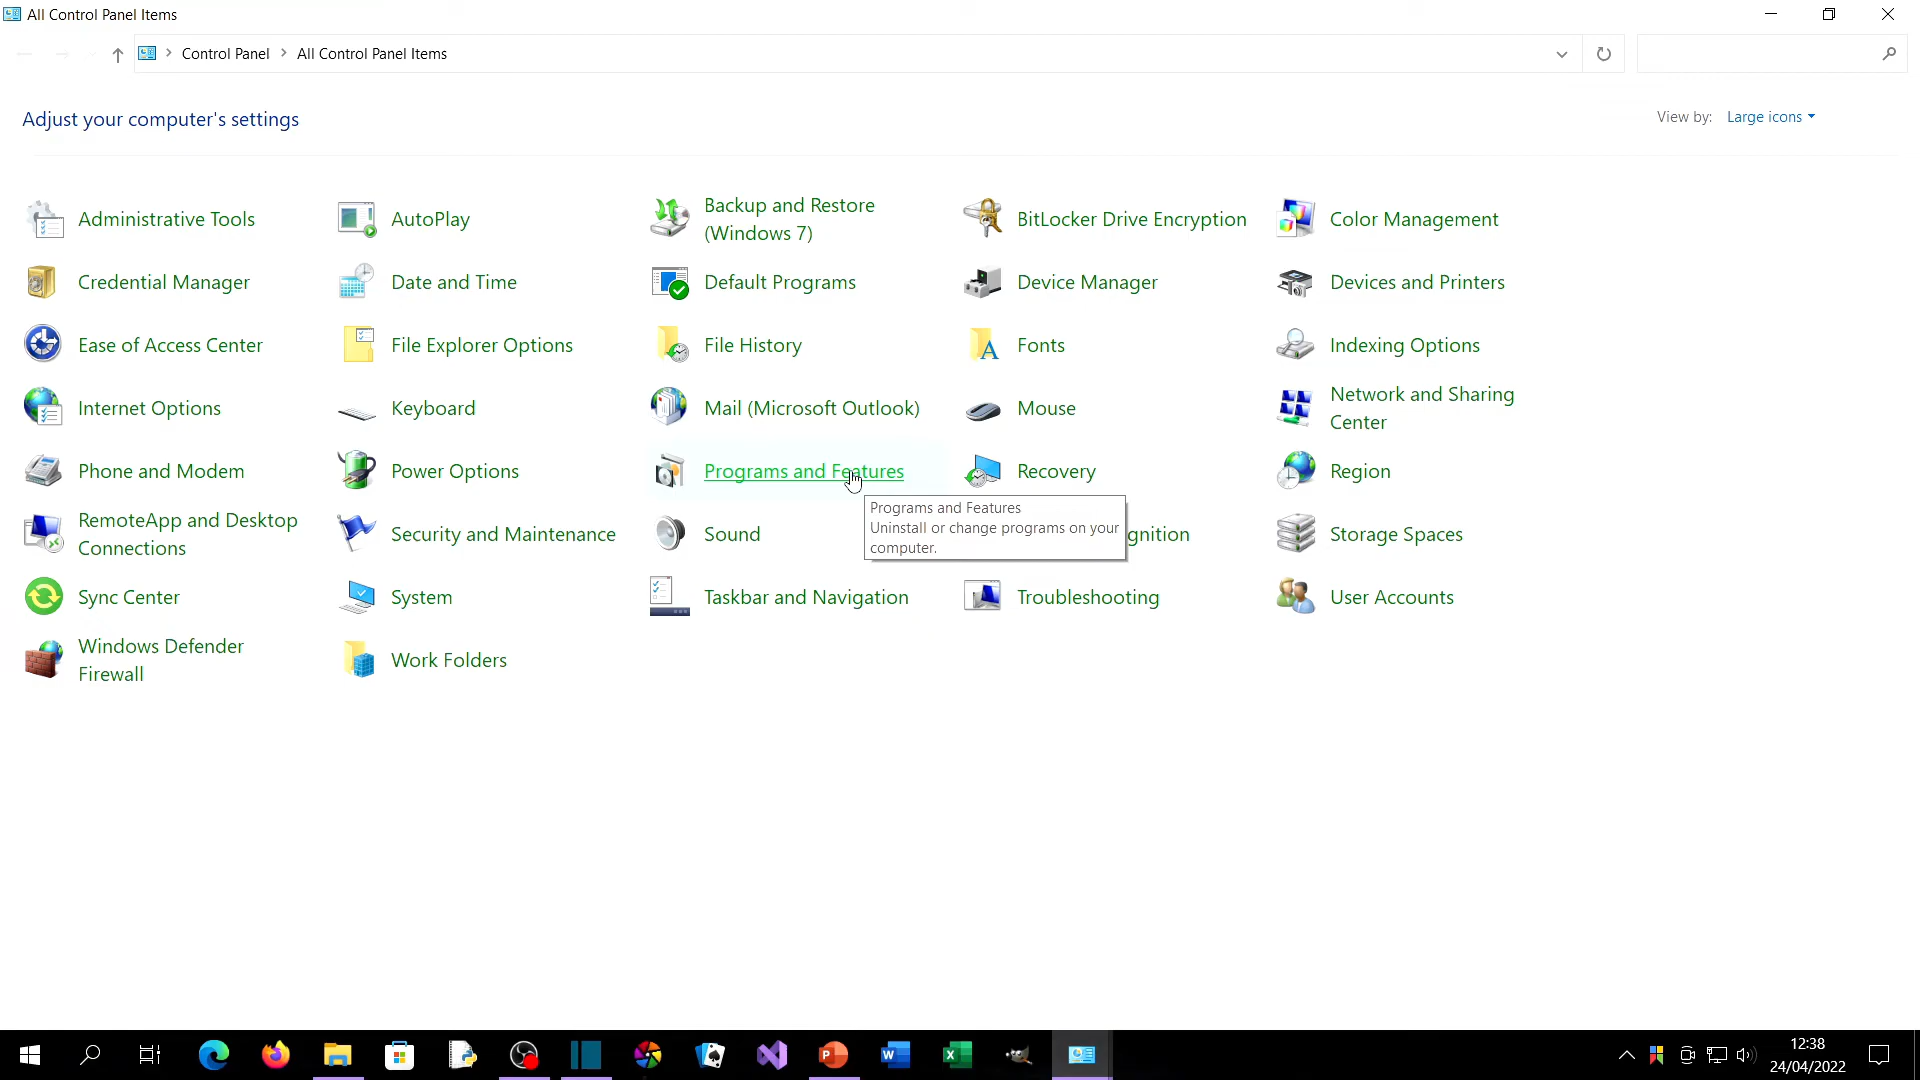 All Control Panel Items
Control Panel
All Control Panel Items
Adjust your computer's settings
View by: Large icons
Administrative Tools
AutoPlay
Backup and Restore
(Windows 7)
BitLocker Drive Encryption
Color Management
Credential Manager
Date and Time
Default Programs
Device Manager
Devices and Printers
Ease of Access Center
File Explorer Options
File History
Fonts
Indexing Options
Internet Options
Keyboard
Mail (Microsoft Outlook)
Mouse
Network and Sharing
Center
Phone and Modem
Power Options
Programs and Features
Recovery
Region
Programs and Features
Uninstall or change programs on your
computer.
RemoteApp and Desktop
Connections
Security and Maintenance
Sound
gnition
Storage Spaces
Sync Center
System
Taskbar and Navigation
Troubleshooting
User Accounts
Windows Defender
Firewall
Work Folders
12:38
24/04/2022